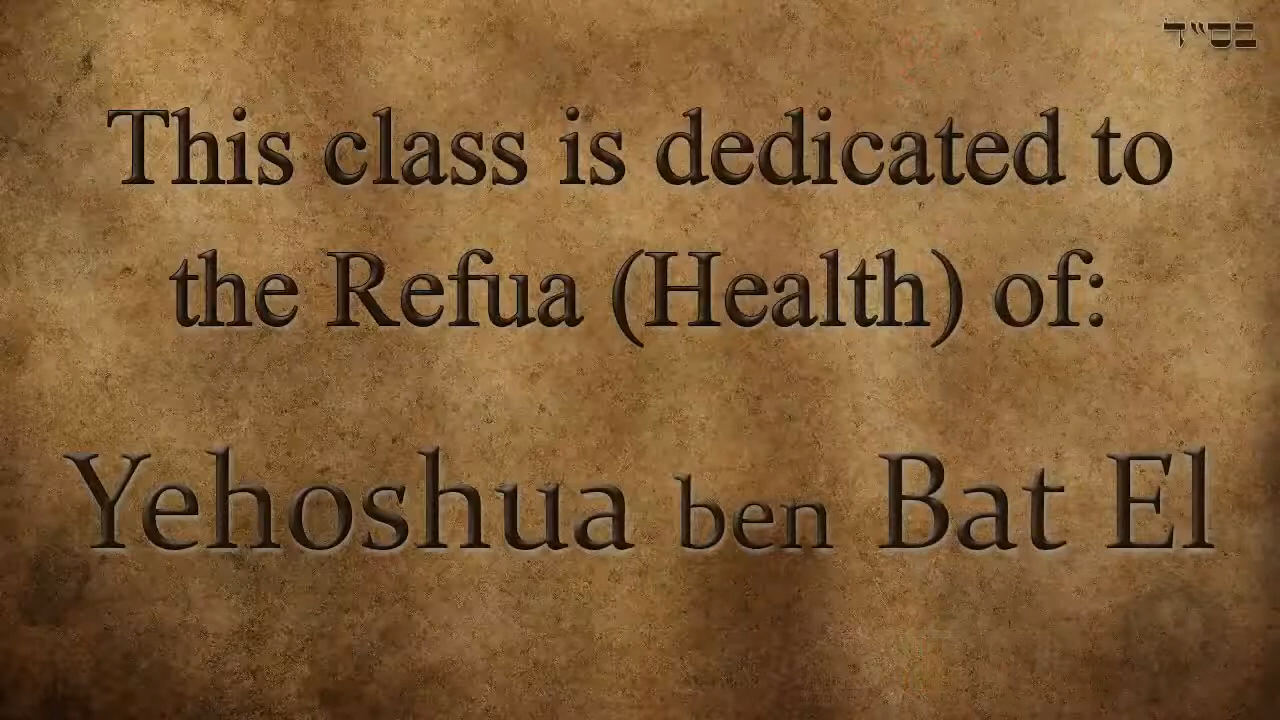 בס"ד
This class is dedicated to
the Refua (Health) of:
Yehoshua ben Bat El